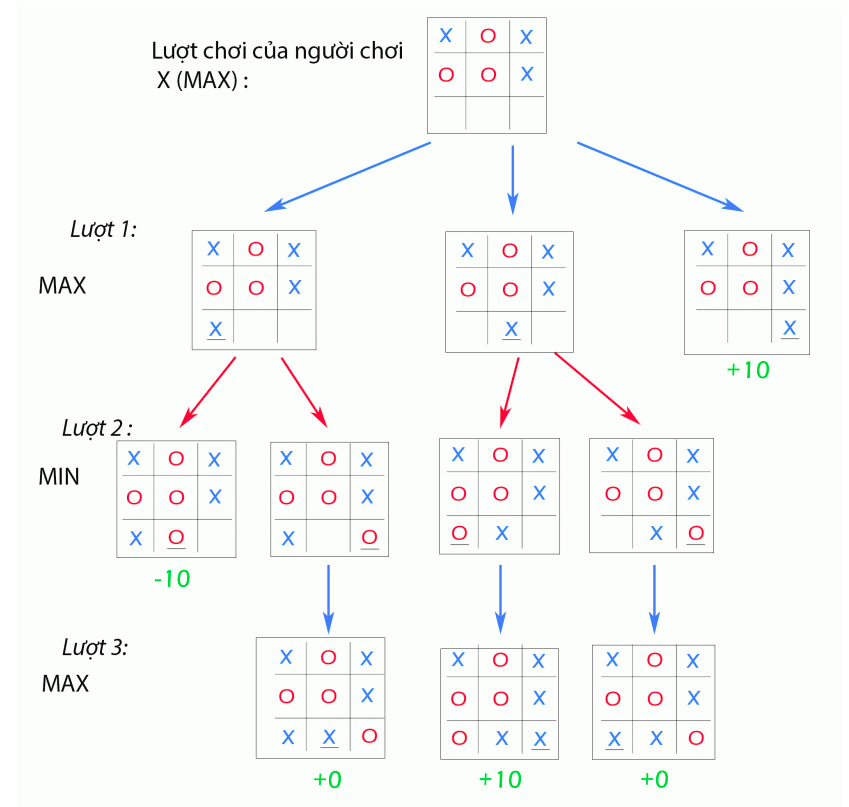 Lượt chơi của người chơi
X (MAX) :
X O X
O O X
Lượt 1:
MAX
X O X
O O X
X
X O X
O O X
X
X O X
O O X
X
+10
Lượt 2 :
MIN
X O X
O O X
X O
-10
X O X
O O X
X O
X O X
O O X
O X
X O X
O O X
X O
Lượt 3:
MAX
X O X
O O X
X X O
+0
X O X
O O X
O X X
+10
X O X
O O X
X X O
+0